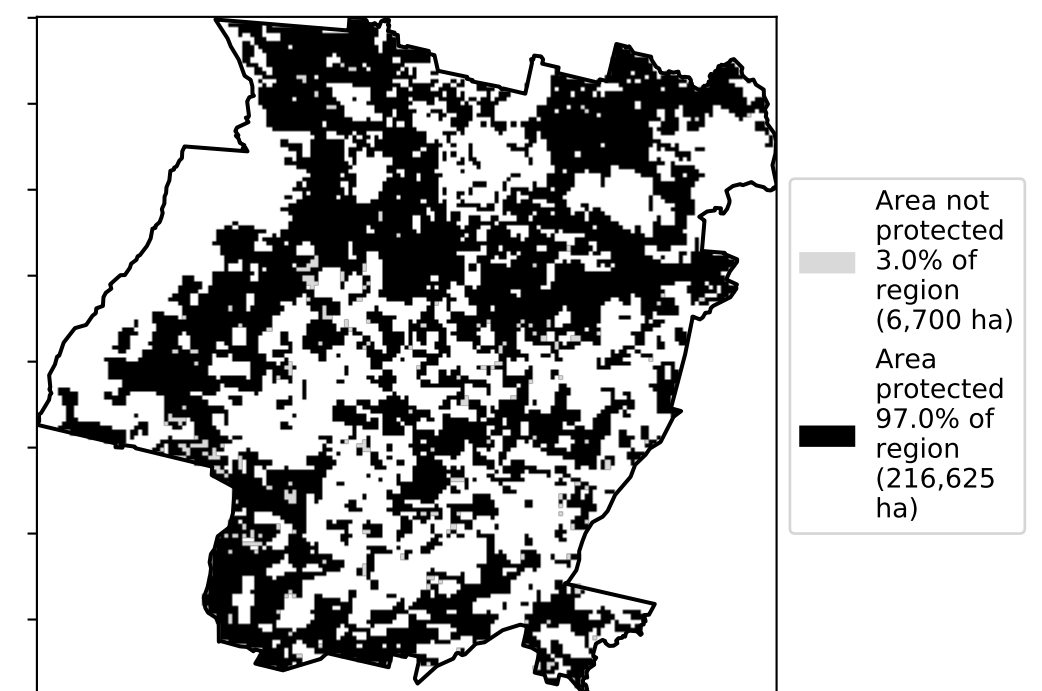 Area not
protected
3.0% of
region
(6,700 ha)
Area
protected
97.0% of
region
(216,625
ha)